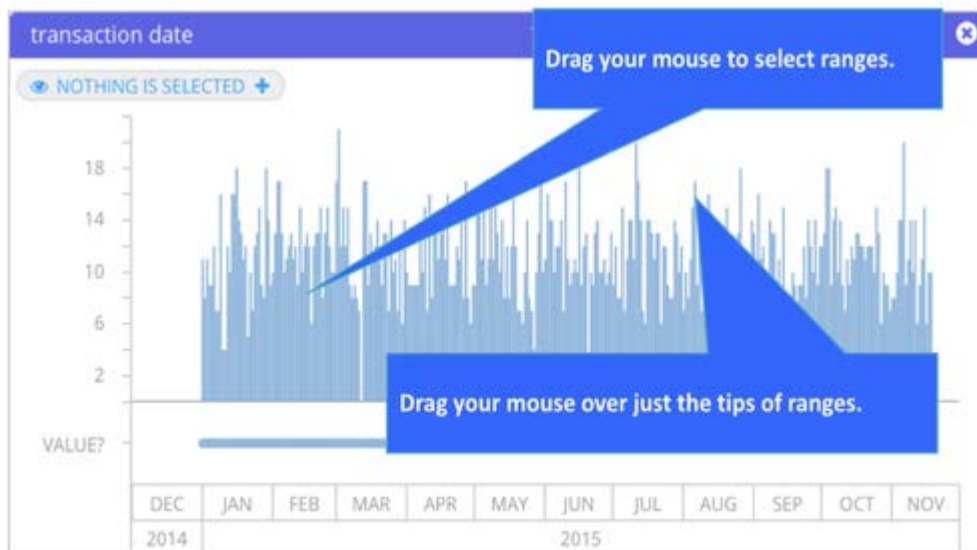 transaction date
Drag your mouse to select ranges.
NOTHING IS SELECTED
18
14
10
6
2
Drag your mouse over just the tips of ranges.
VALUE?
DEC JAN FEB MAR APR MAY JUN JUL AUG SEP OCT NOV
2014 2015